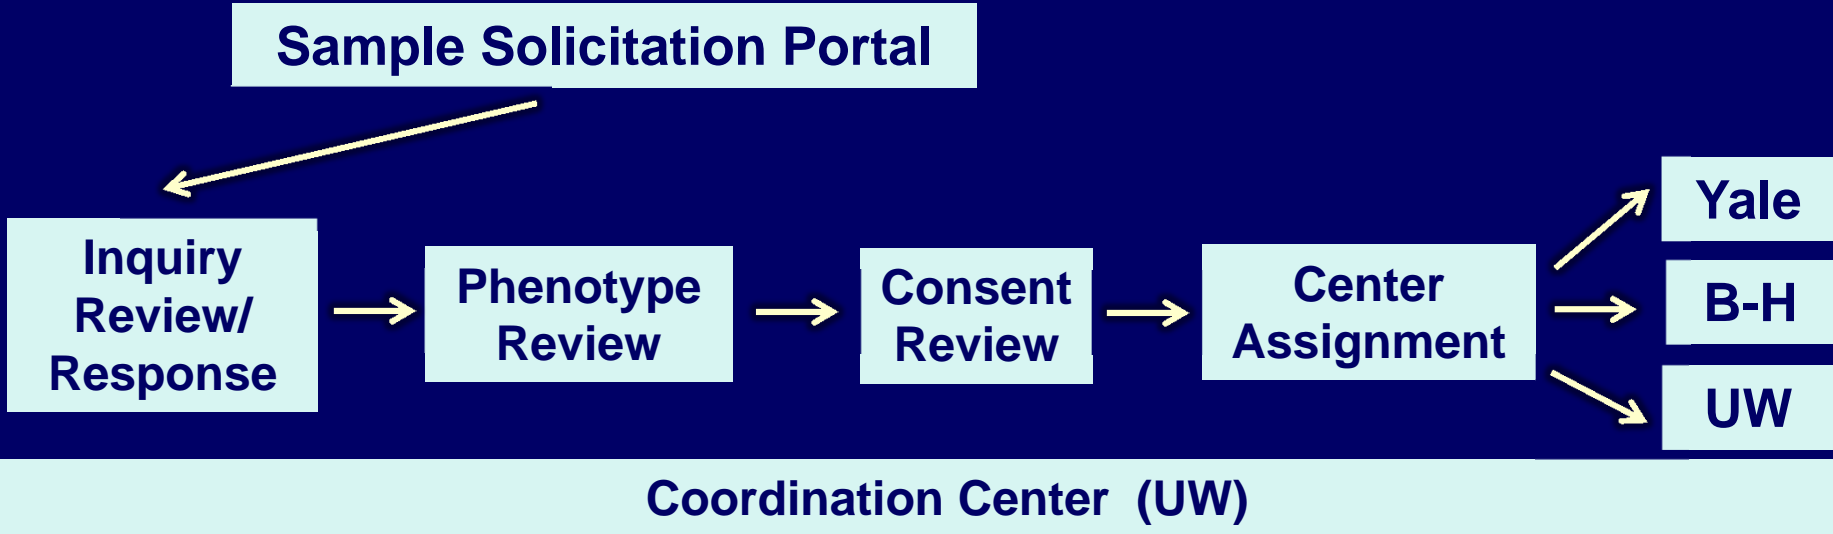 Sample Solicitation Portal
Inquiry
Review/
Response
Phenotype
Review
Consent
Review
Center
Assignment
Yale
B-H
UW
Coordination Center (UW)